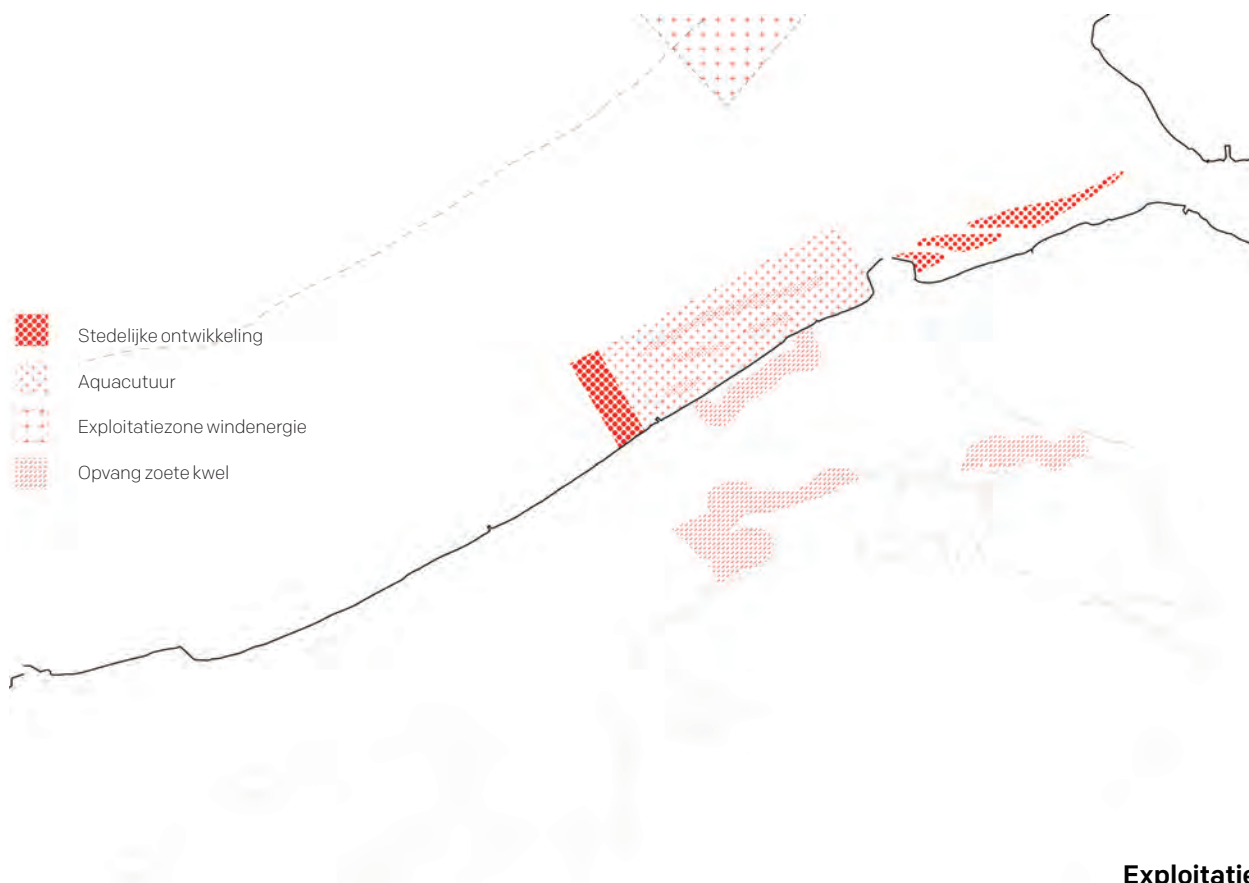 Stedelijke ontwikkeling
Aquacutuur
Exploitatiezone windenergie
Opvang zoete kwel
Exploitatie